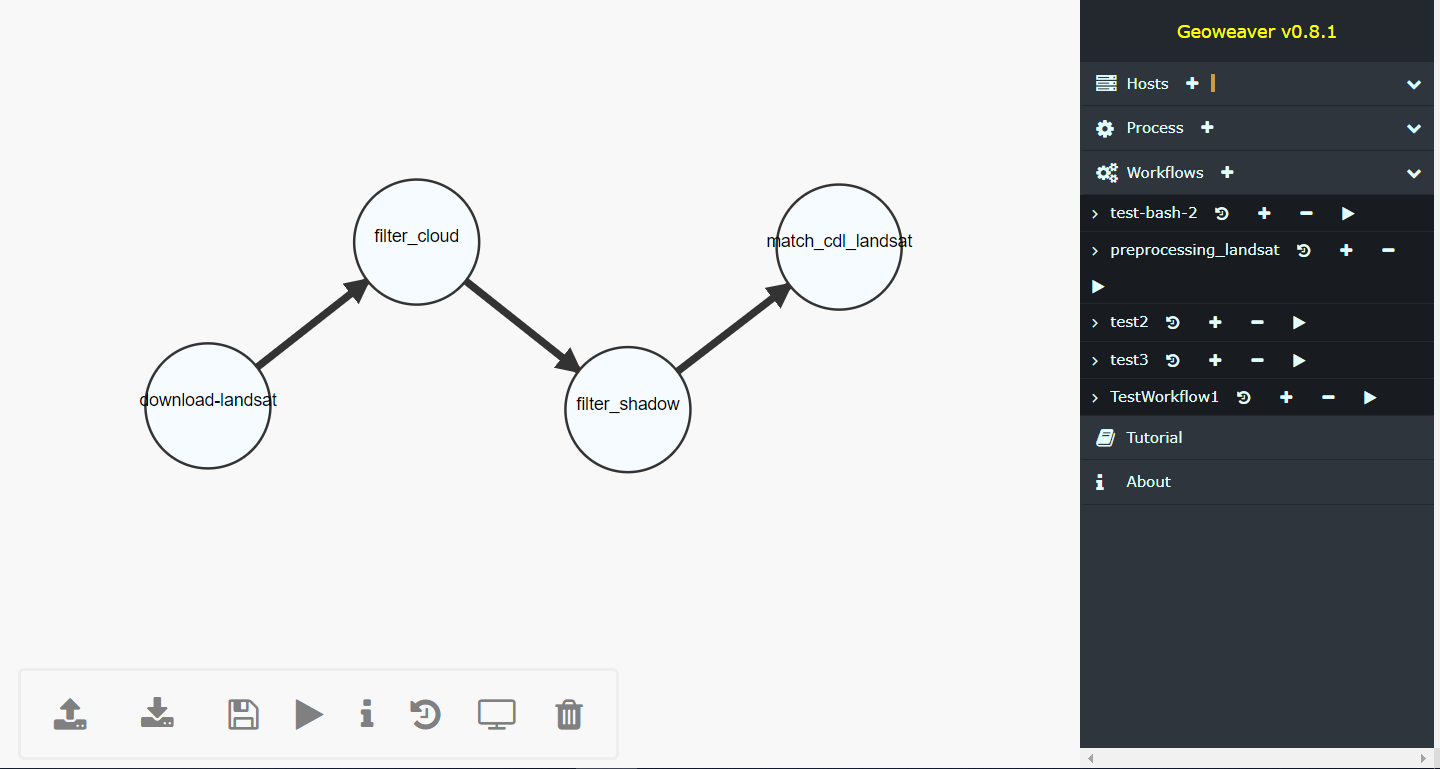 filter_cloud
match_cdl_landsat
download-landsat
filter_shadow
Geoweaver v0.8.1
Hosts
Process
Workflows
test-bash-2
preprocessing_landsat
test2
test3
TestWorkflow1
Tutorial
About